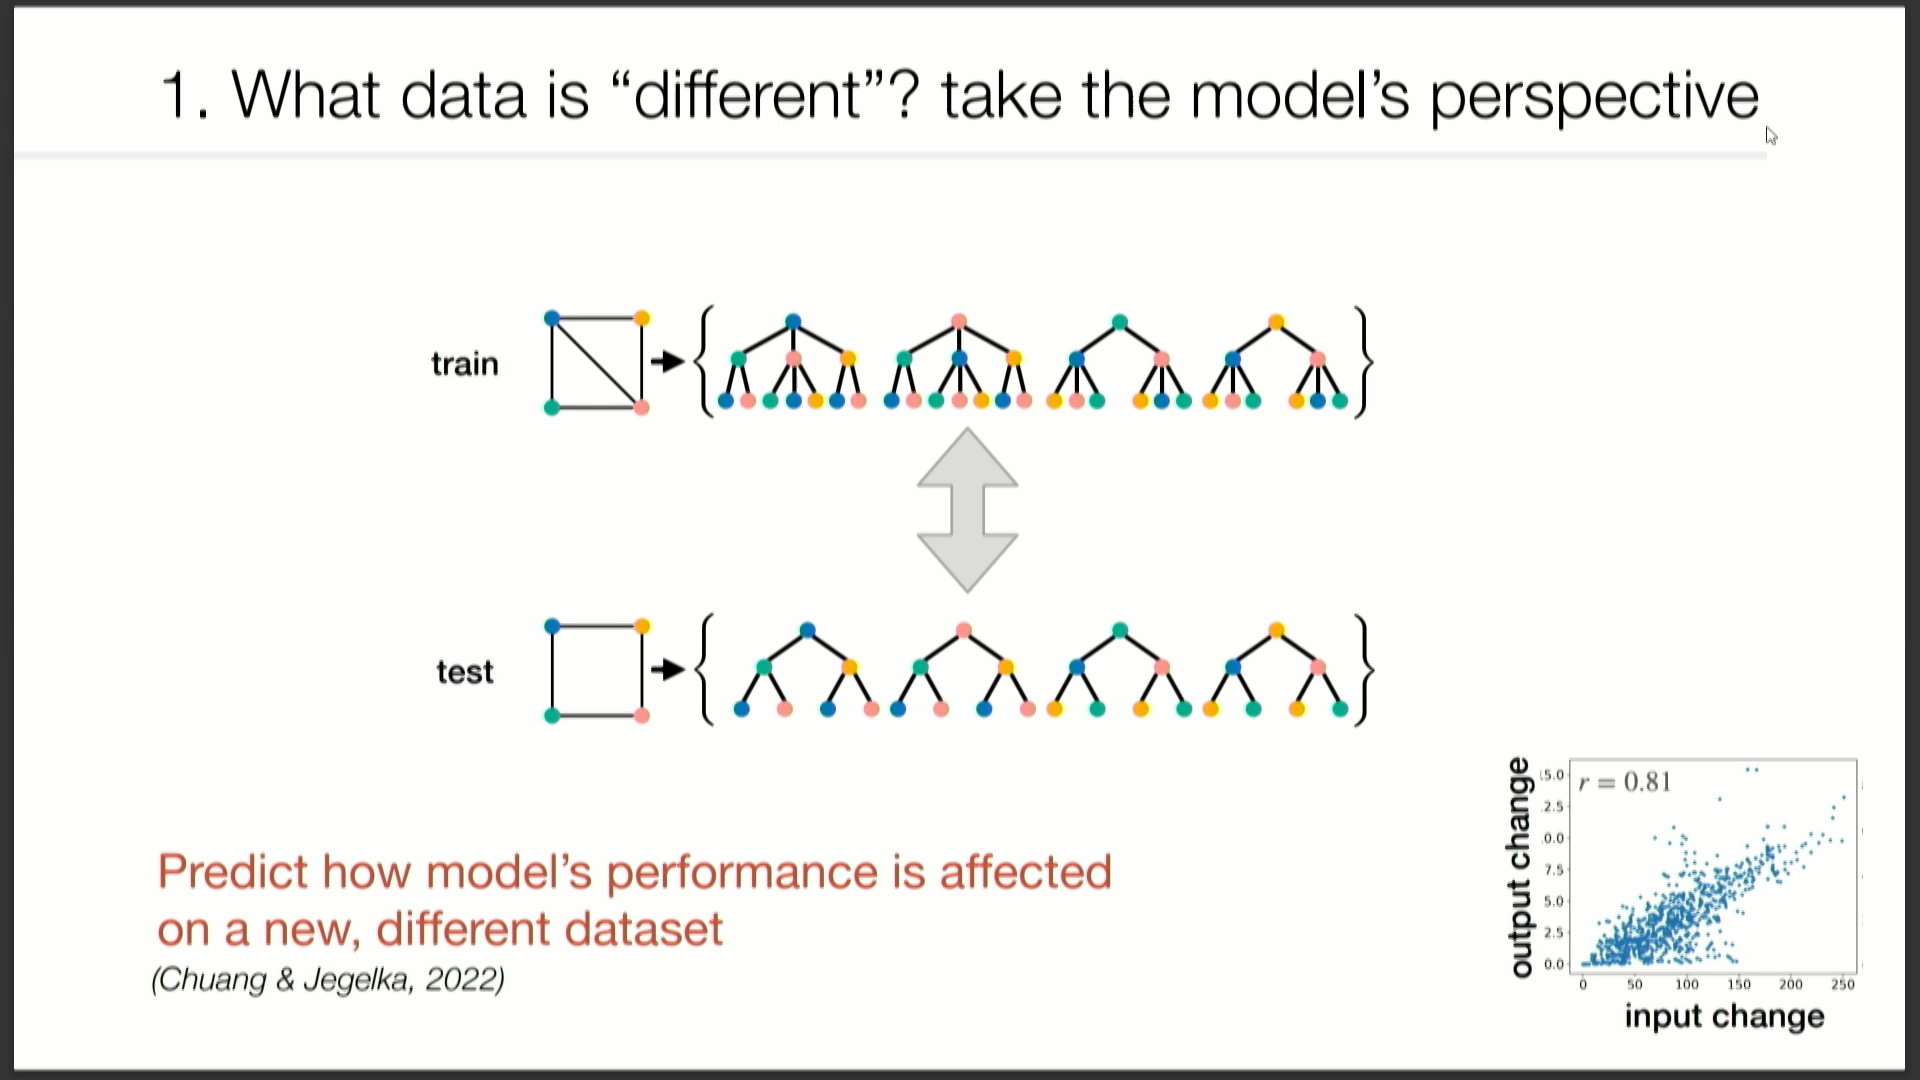 1. What data is “different”? take the model’s perspective
train
test
Predict how model’s performance is affected
on a new, different dataset
(Chuang & Jegelka, 2022)
r = 0.81
5.0
2.5
0.0
7.5
5.0
2.5
0.0
0 50 100 150 200 250
output change
input change